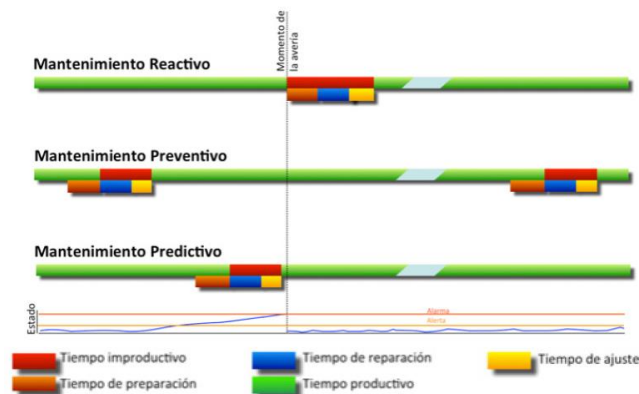 Momento de
la avería
Mantenimiento Reactivo
Mantenimiento Preventivo
Mantenimiento Predictivo
Estado
Alarma
Alerta
Tiempo improductivo
Tiempo de reparación
Tiempo de ajuste
Tiempo de preparación
Tiempo productivo